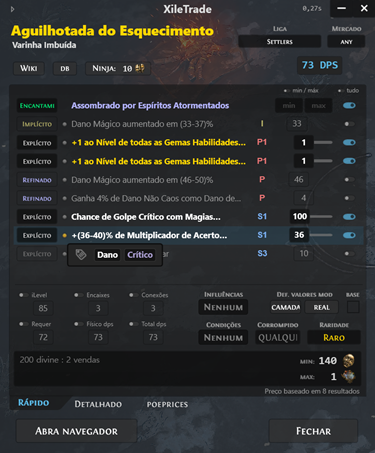 XileTrade
0,27s
Aguilhotada do Esquecimento
Varinha Imbuída
LIGA
MERCADO
SETTLERS
ANY
WIKI
DB
NINJA: 10
73 DPS
min / máx
tudo
ENCANTAMI
Assombrado por Espíritos Atormentados
min
max
IMPLÍCITO
Dano Mágico aumentado em (33-37)%
I
33
EXPLÍCITO
+1 ao Nível de todas as Gemas Habilidades...
P1
1
EXPLÍCITO
+1 ao Nível de todas as Gemas Habilidades...
P1
1
REFINADO
Dano Mágico aumentado em (46-50)%
P
46
REFINADO
Ganha 4% de Dano Não Caos como Dano de...
P
4
EXPLÍCITO
Chance de Golpe Crítico com Magias...
S1
100
EXPLÍCITO
+(36-40)% de Multiplicador de Acerto...
S1
36
EXPLÍCITO
S3
10
Dano Crítico
iLevel
Encaixes
Conexões
85
3
3
Requer
Físico dps
Total dps
72
73
73
INFLUÊNCIAS
NENHUM
DEF. VALORES MOD
BASE
CAMADA
REAL
CONDIÇÕES
CORROMPIDO
RARIDADE
NENHUM
QUALQUI
RARO
200 divine : 2 vendas
MIN: 140
MAX: 1
Preço baseado em 8 resultados
RÁPIDO
DETALHADO
POEPRICES
ABRA NAVEGADOR
FECHAR